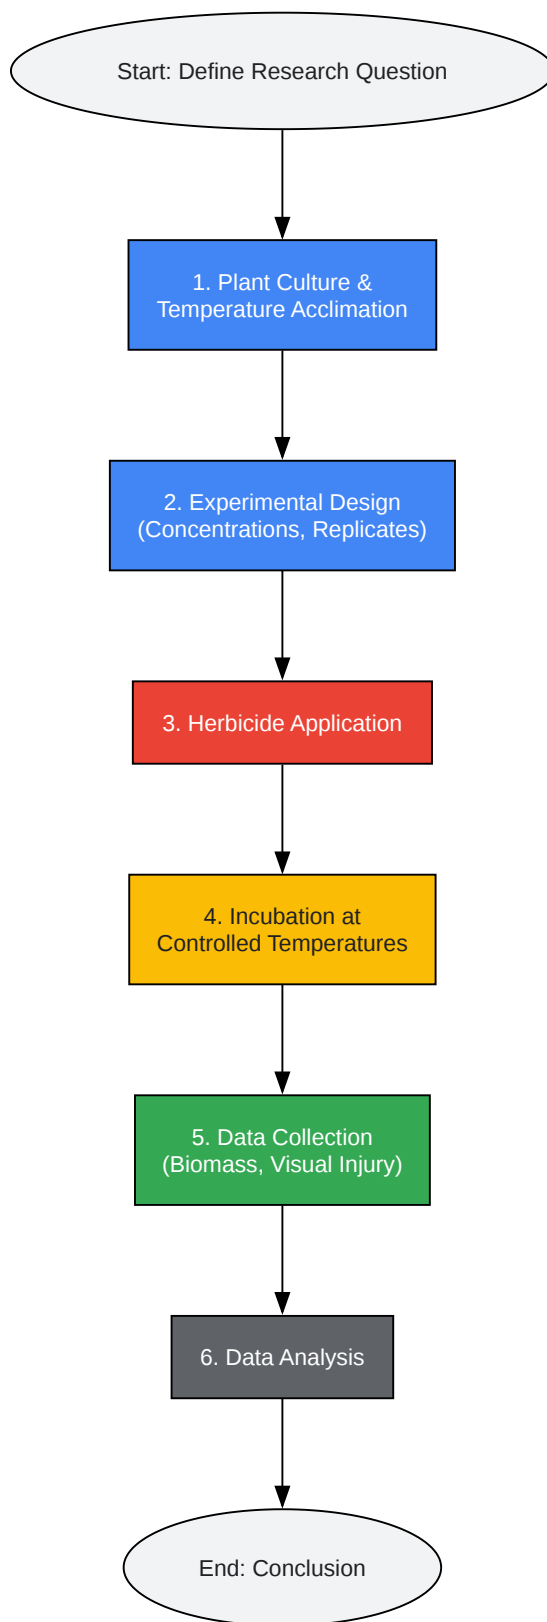 Start: Define Research Question
1. Plant Culture &
Temperature Acclimation
2. Experimental Design
(Concentrations, Replicates)
3. Herbicide Application
4. Incubation at
Controlled Temperatures
5. Data Collection
(Biomass, Visual Injury)
6. Data Analysis
End: Conclusion